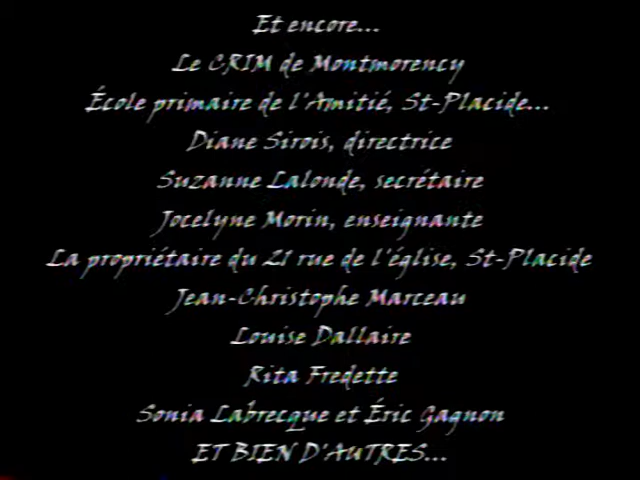 Et encore...
Le CRIM de Montmorency
École primaire de l'Amitié, St-Placide...
Diane Sirois, directrice
Suzanne Lalonde, secrétaire
Jocelyne Morin, enseignante
La propriétaire du 21 rue de l'église, St-Placide
Jean-Christophe Marceau
Louise Dallaire
Rita Fredette
Sonia Labrecque et Éric Gagnon
ET BIEN D'AUTRES...